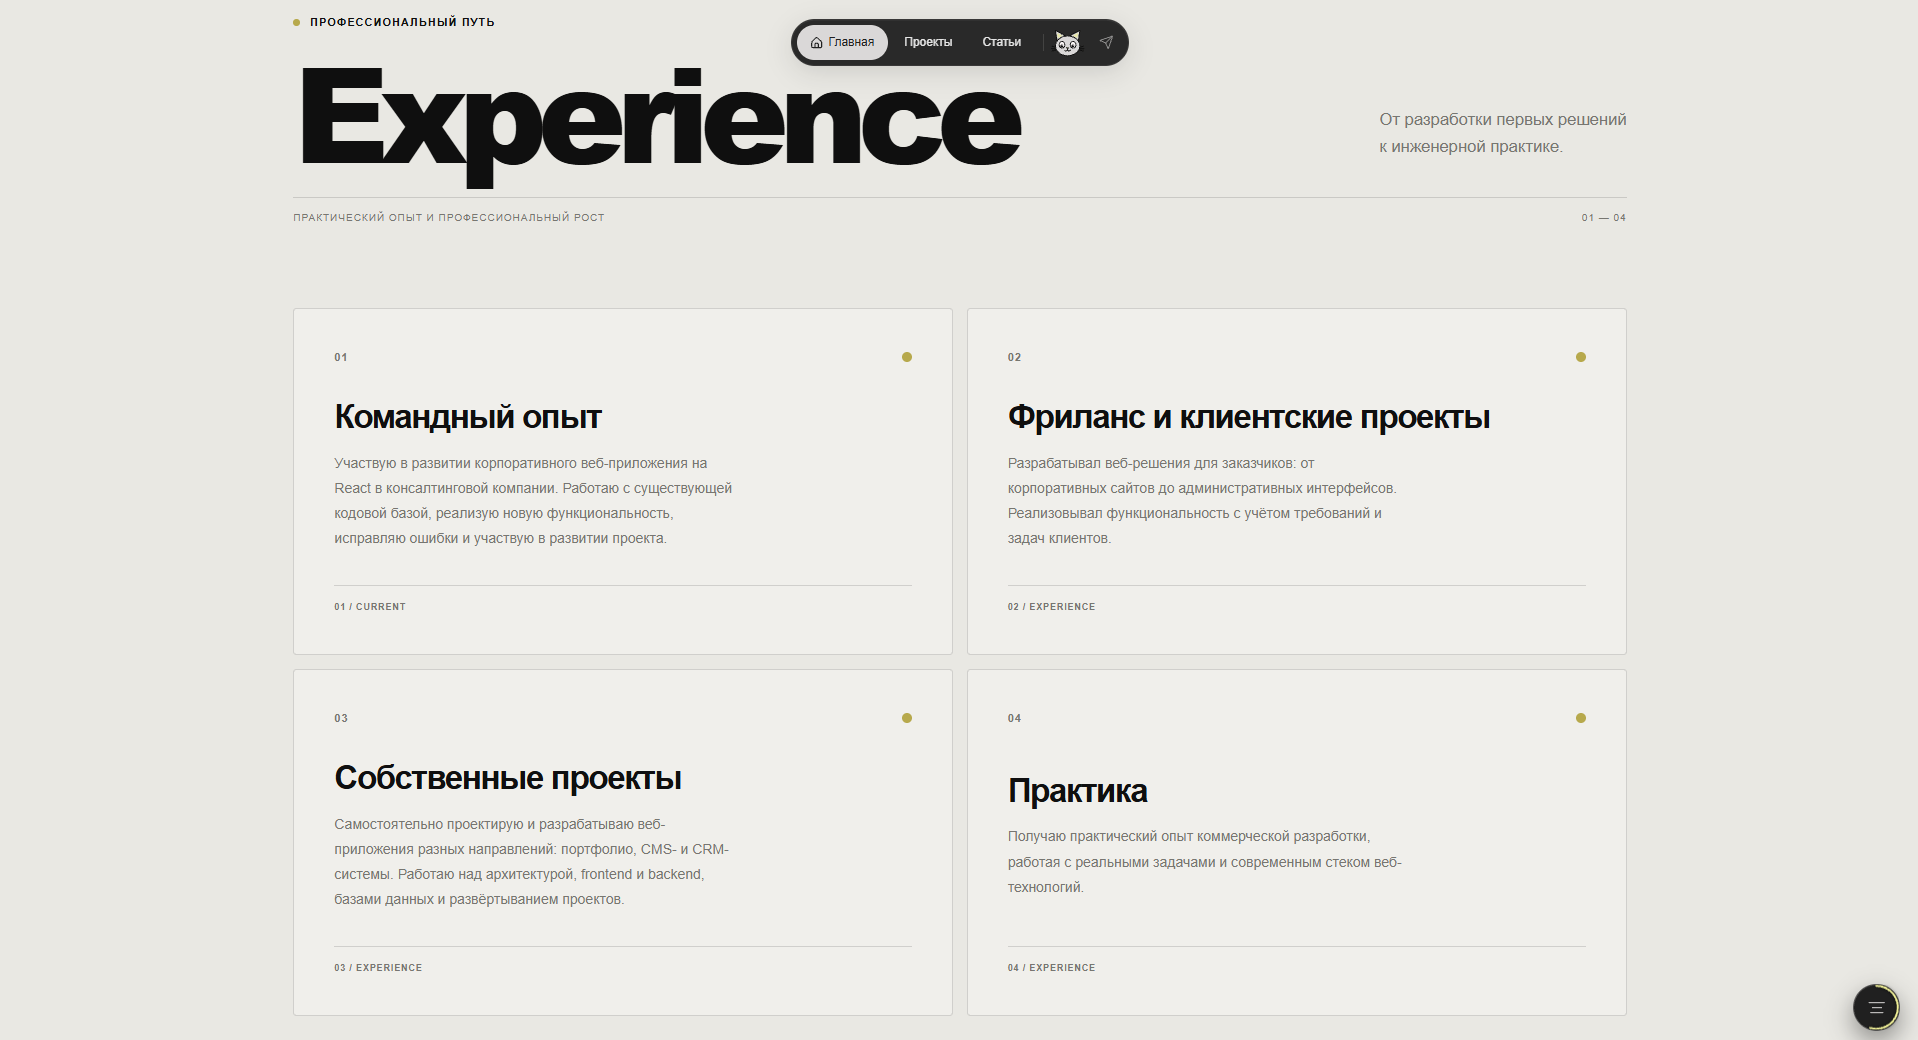 ПРОФЕССИОНАЛЬНЫЙ ПУТЬ
Главная
Проекты
Статьи
Experience
От разработки первых решений
к инженерной практике.
ПРАКТИЧЕСКИЙ ОПЫТ И ПРОФЕССИОНАЛЬНЫЙ РОСТ
01 — 04
01
Командный опыт
Участвую в развитии корпоративного веб-приложения на
React в консалтинговой компании. Работаю с существующей
кодовой базой, реализую новую функциональность,
исправляю ошибки и участвую в развитии проекта.
01 / CURRENT
02
Фриланс и клиентские проекты
Разрабатывал веб-решения для заказчиков: от
корпоративных сайтов до административных интерфейсов.
Реализовывал функциональность с учётом требований и
задач клиентов.
02 / EXPERIENCE
03
Собственные проекты
Самостоятельно проектирую и разрабатываю веб-
приложения разных направлений: портфолио, CMS- и CRM-
системы. Работаю над архитектурой, frontend и backend,
базами данных и развёртыванием проектов.
03 / EXPERIENCE
04
Практика
Получаю практический опыт коммерческой разработки,
работая с реальными задачами и современным стеком веб-
технологий.
04 / EXPERIENCE